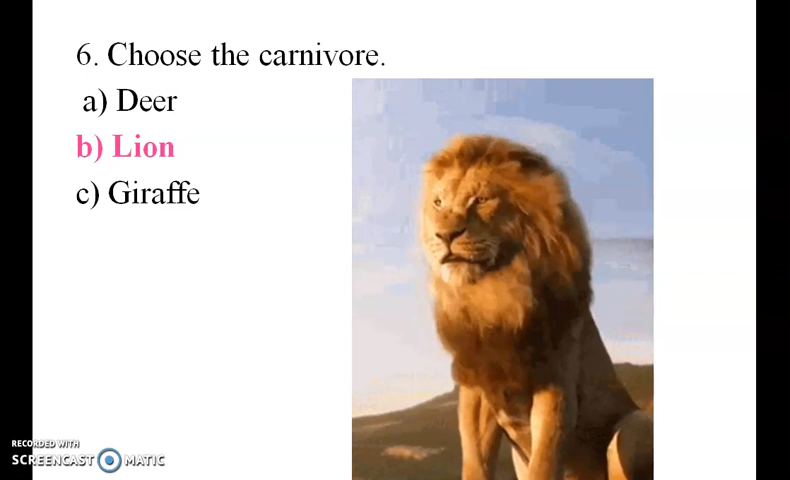 6. Choose the carnivore.
a) Deer
b) Lion
c) Giraffe
RECORDED WITH
SCREENCAST MATIC